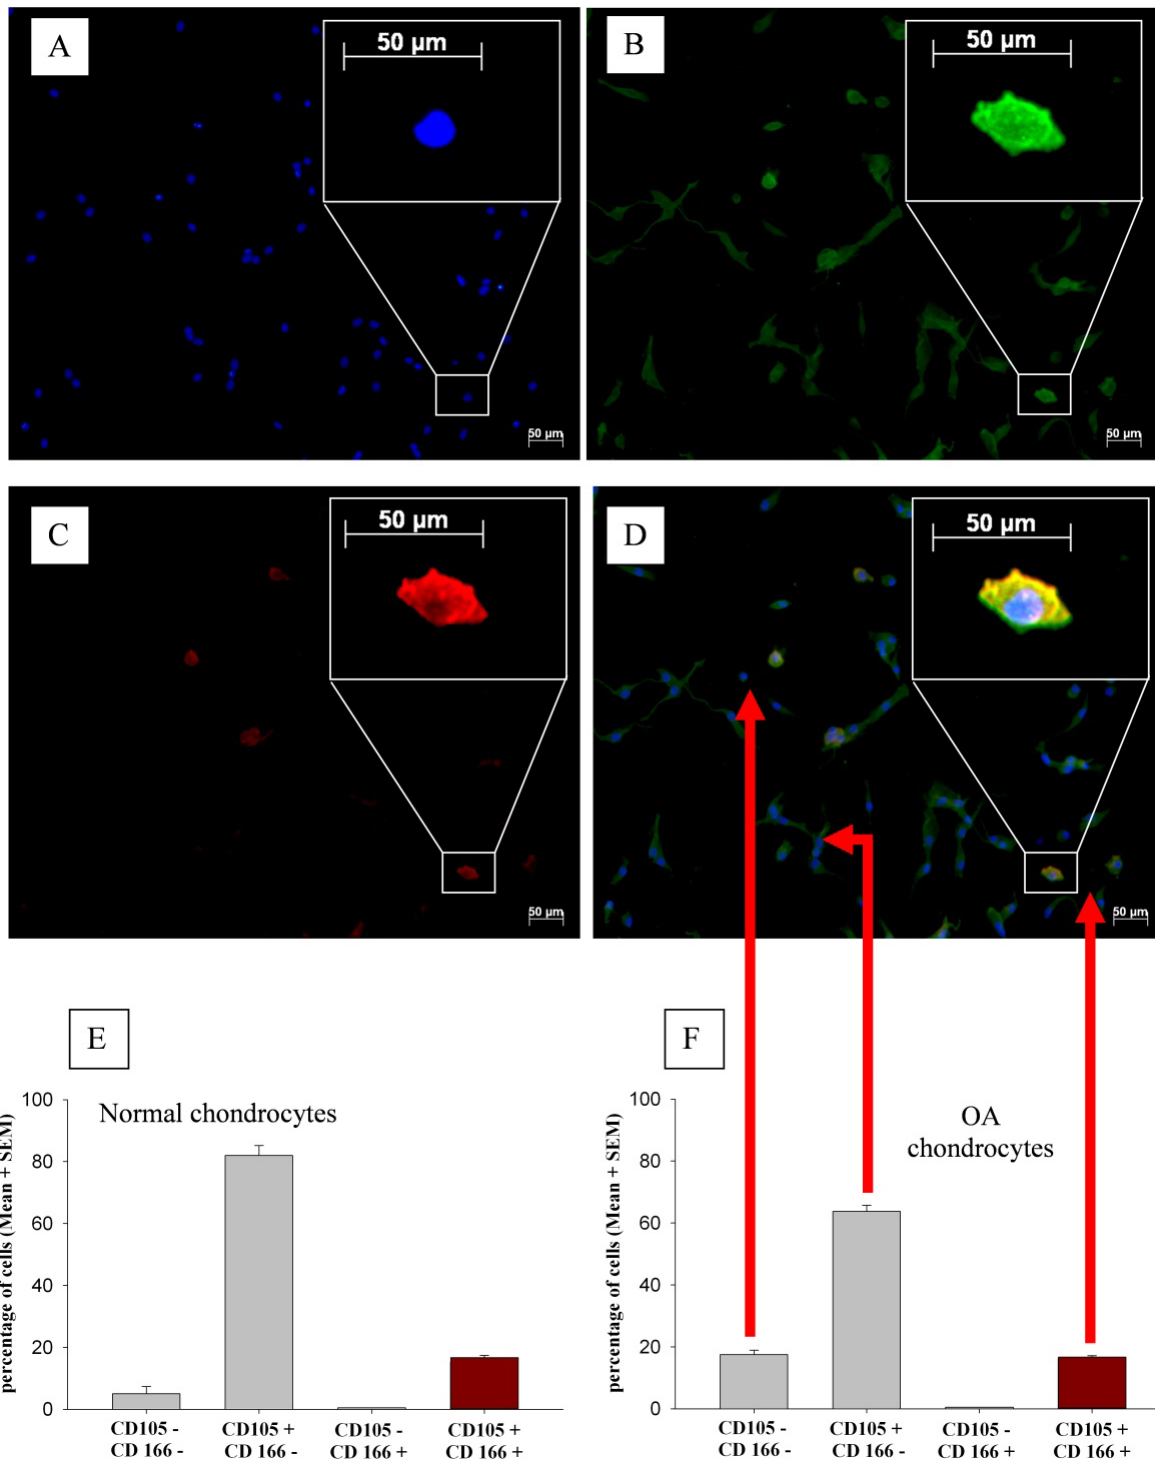 A
50 µm
50 µm
B
50 µm
50 µm
C
50 µm
50 µm
D
50 µm
50 µm
E
Normal chondrocytes
percentage of cells (Mean + SEM)
100
80
60
40
20
0
CD105 -
CD 166 -
CD105 +
CD 166 -
CD105 -
CD 166 +
CD105 +
CD 166 +
F
OA
chondrocytes
percentage of cells (Mean + SEM)
100
80
60
40
20
0
CD105 -
CD 166 -
CD105 +
CD 166 -
CD105 -
CD 166 +
CD105 +
CD 166 +